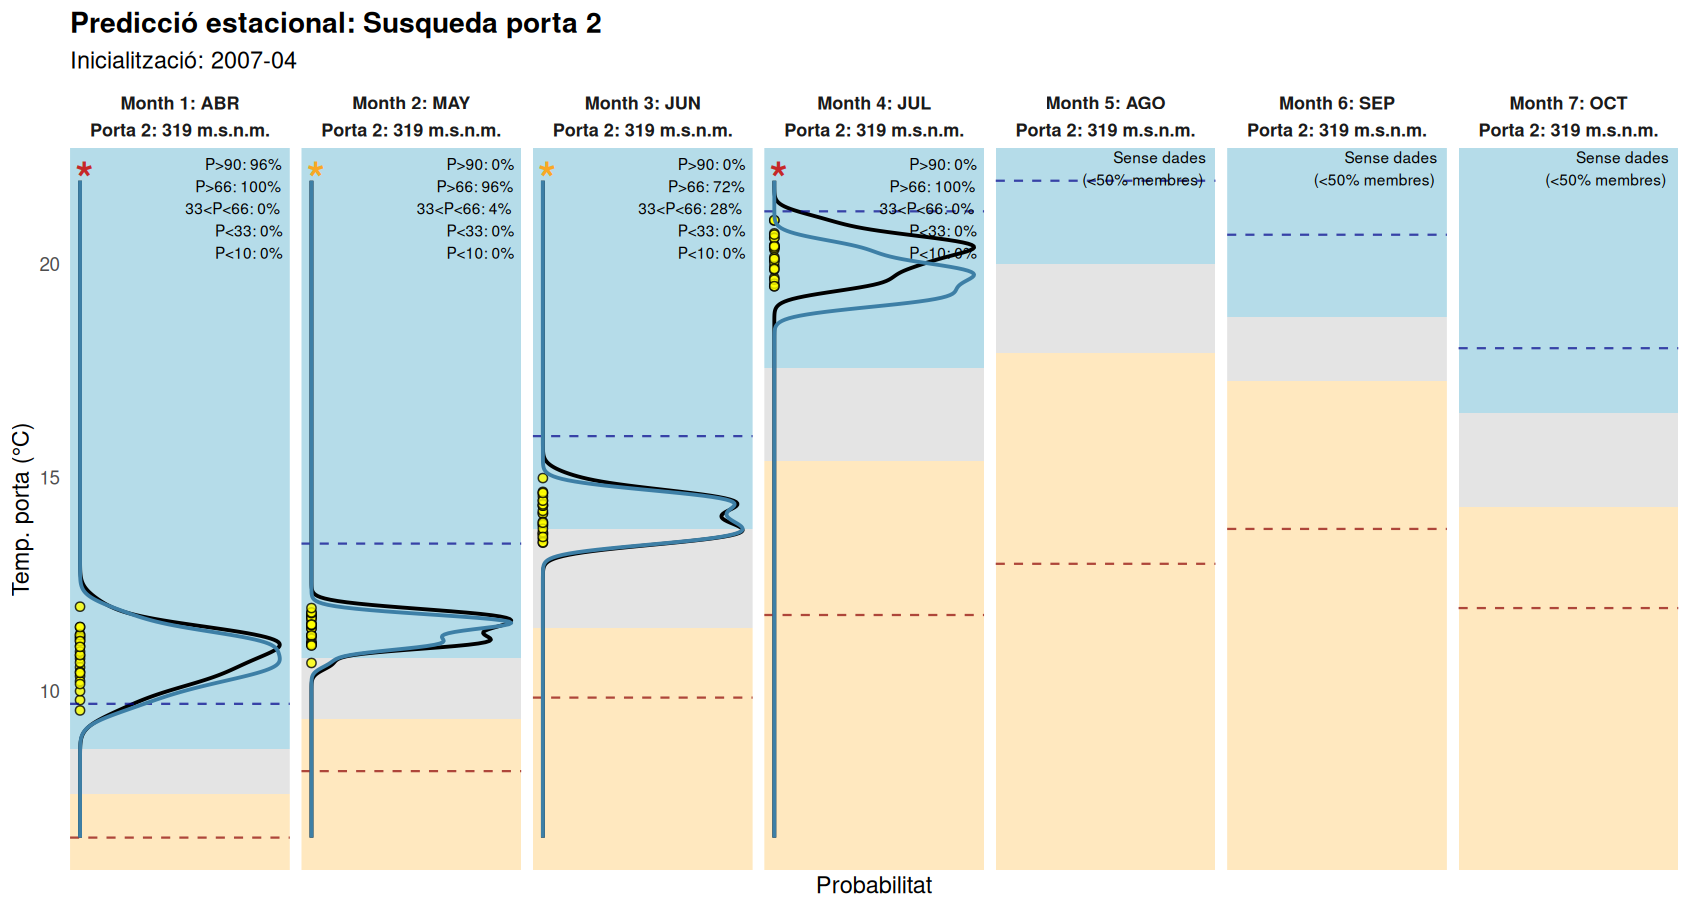 Predicció estacional: Susqueda porta 2
Inicialització: 2007-04
Month 1: ABR
Porta 2: 319 m.s.n.m.
Month 2: MAY
Porta 2: 319 m.s.n.m.
Month 3: JUN
Porta 2: 319 m.s.n.m.
Month 4: JUL
Porta 2: 319 m.s.n.m.
Month 5: AGO
Porta 2: 319 m.s.n.m.
Month 6: SEP
Porta 2: 319 m.s.n.m.
Month 7: OCT
Porta 2: 319 m.s.n.m.
*
P>90: 96%
P>66: 100%
33<P<66: 0%
P<33: 0%
P<10: 0%
*
P>90: 0%
P>66: 96%
33<P<66: 4%
P<33: 0%
P<10: 0%
*
P>90: 0%
P>66: 72%
33<P<66: 28%
P<33: 0%
P<10: 0%
*
P>90: 0%
P>66: 100%
33<P<66: 0%
P<33: 0%
P<10: 0%
Sense dades
(<50% membres)
Sense dades
(<50% membres)
Sense dades
(<50% membres)
20
15
10
Temp. porta (°C)
Probabilitat